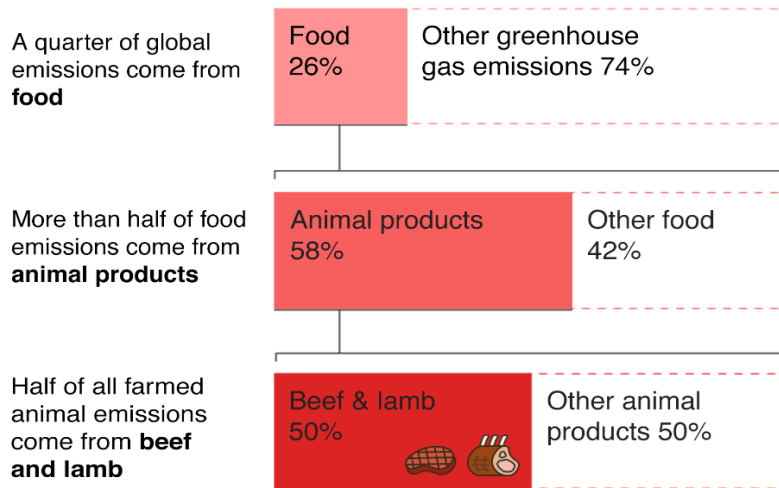 A quarter of global
emissions come from
food
Food
26%
Other greenhouse
gas emissions 74%
More than half of food
emissions come from
animal products
Animal products
58%
Other food
42%
Half of all farmed
animal emissions
come from beef
and lamb
Beef & lamb
50%
Other animal
products 50%